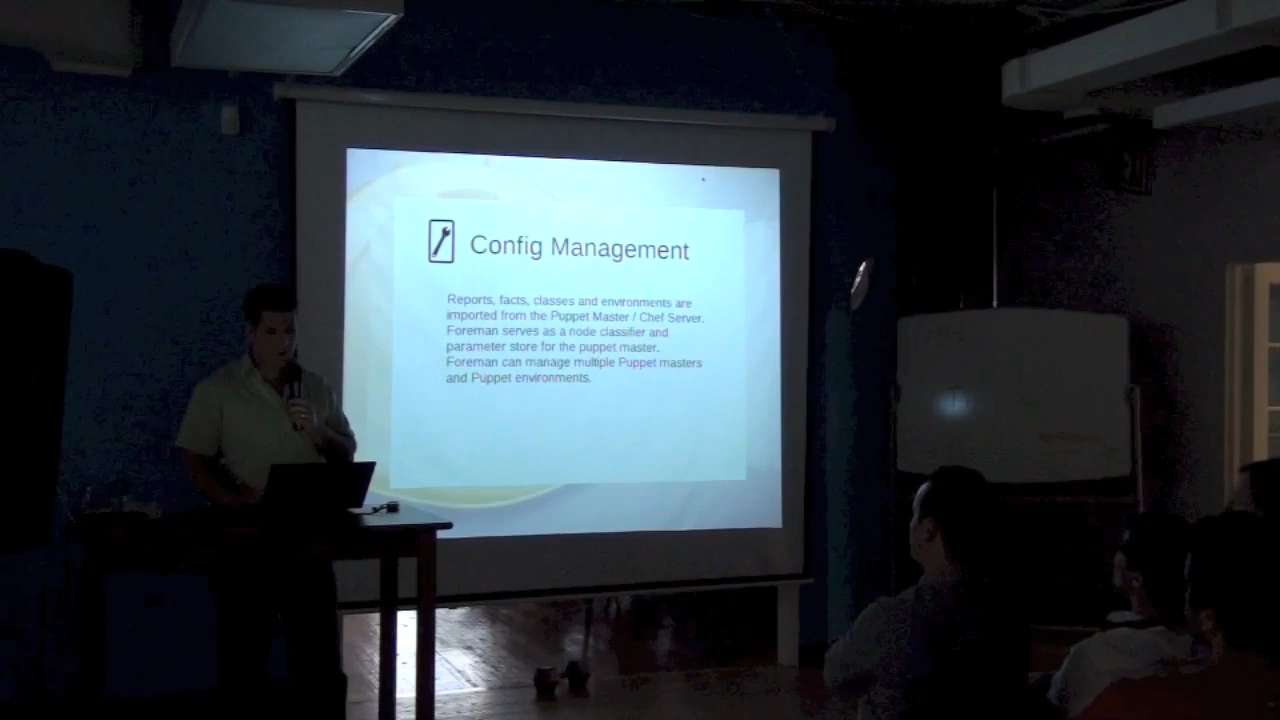 Config Management
Reports, facts, classes and environments are
imported from the Puppet Master / Chef Server.
Foreman serves as a node classifier and
parameter store for the puppet master.
Foreman can manage multiple Puppet masters
and Puppet environments.